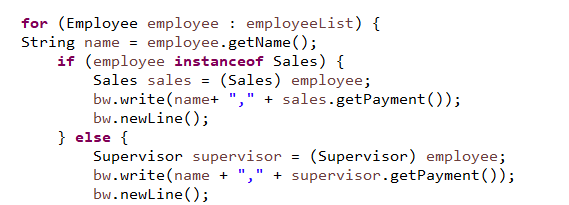 for (Employee employee : employeeList) {
String name = employee.getName();
if (employee instanceof Sales) {
Sales sales = (Sales) employee;
bw.write(name+ "," + sales.getPayment());
bw.newLine();
} else {
Supervisor supervisor = (Supervisor) employee;
bw.write(name + "," + supervisor.getPayment());
bw.newLine();